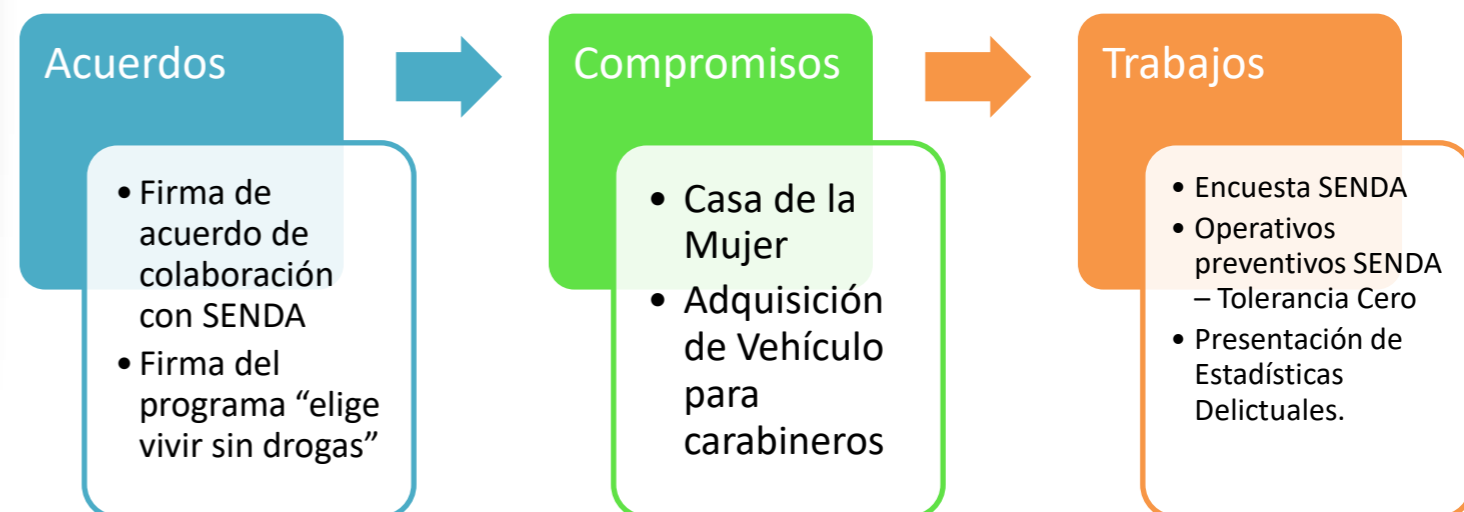 Acuerdos
• Firma de
acuerdo de
colaboración
con SENDA
• Firma del
programa “elige
vivir sin drogas”
Compromisos
• Casa de la
Mujer
• Adquisición
de Vehículo
para
carabineros
Trabajos
• Encuesta SENDA
• Operativos
preventivos SENDA
– Tolerancia Cero
• Presentación de
Estadísticas
Delictuales.